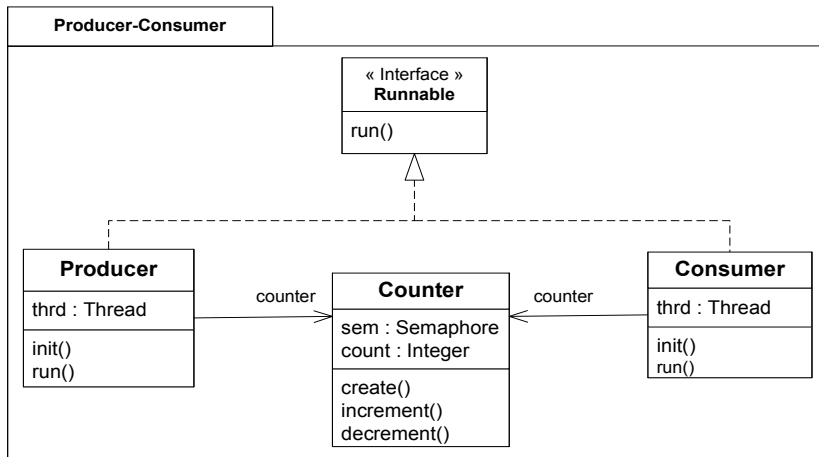 Producer-Consumer
« Interface »
Runnable
run()
Producer
thrd : Thread
init()
run()
counter
Counter
sem : Semaphore
count : Integer
create()
increment()
decrement()
counter
Consumer
thrd : Thread
init()
run()